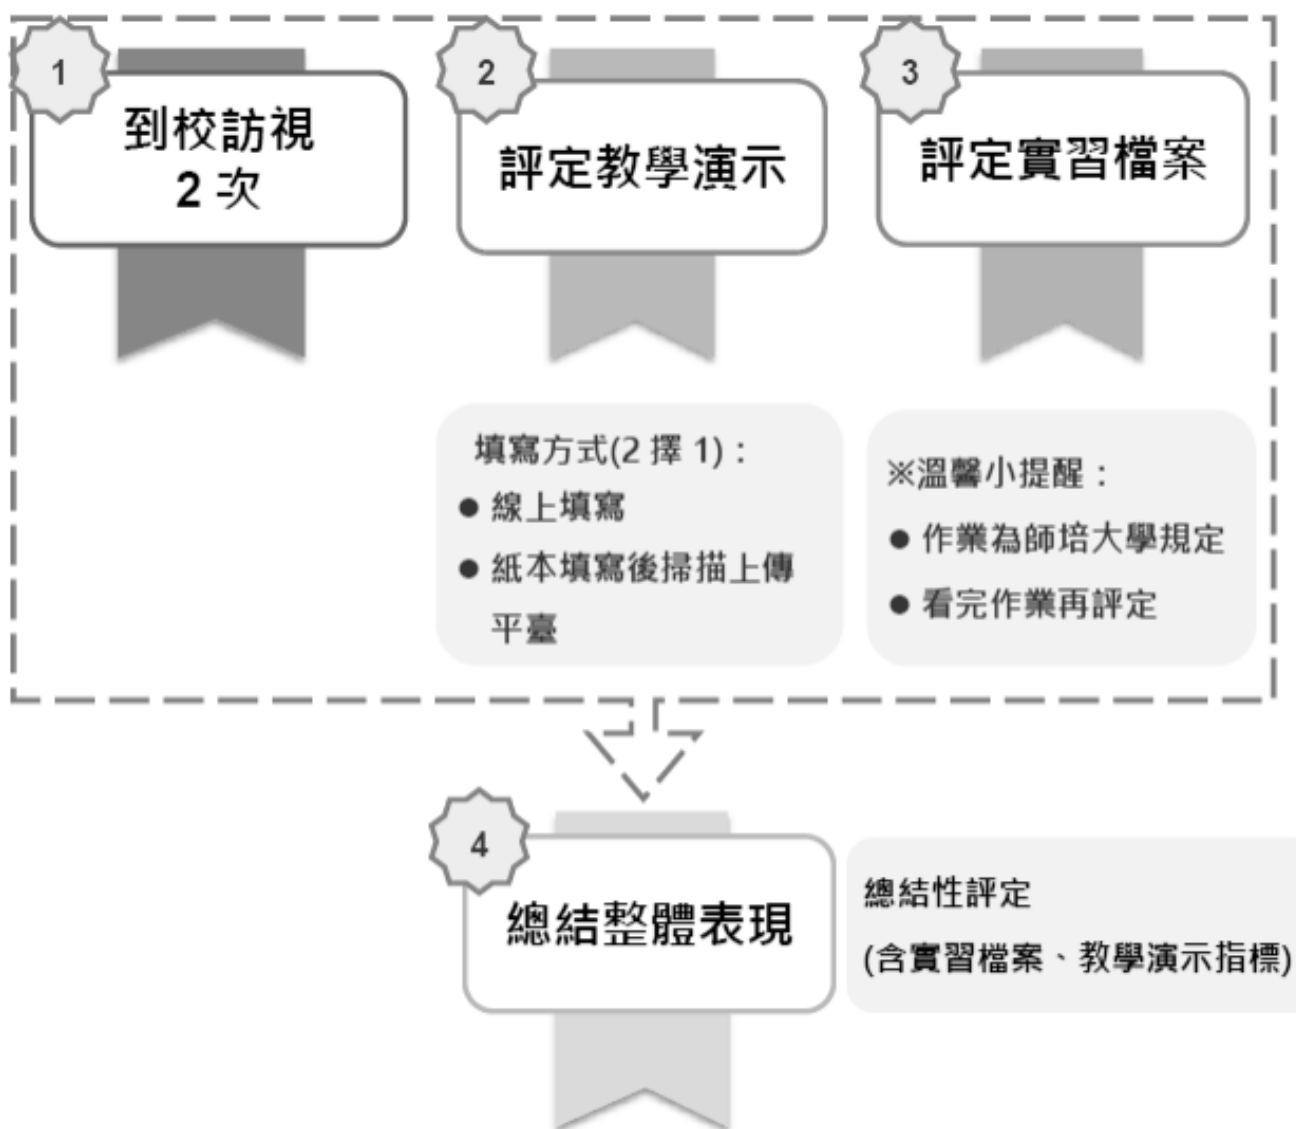 1
到校訪視
2 次
2
評定教學演示
3
評定實習檔案
填寫方式(2 擇 1)：
● 線上填寫
● 紙本填寫後掃描上傳
平臺
※溫馨小提醒：
● 作業為師培大學規定
● 看完作業再評定
4
總結整體表現
總結性評定
(含實習檔案、教學演示指標)